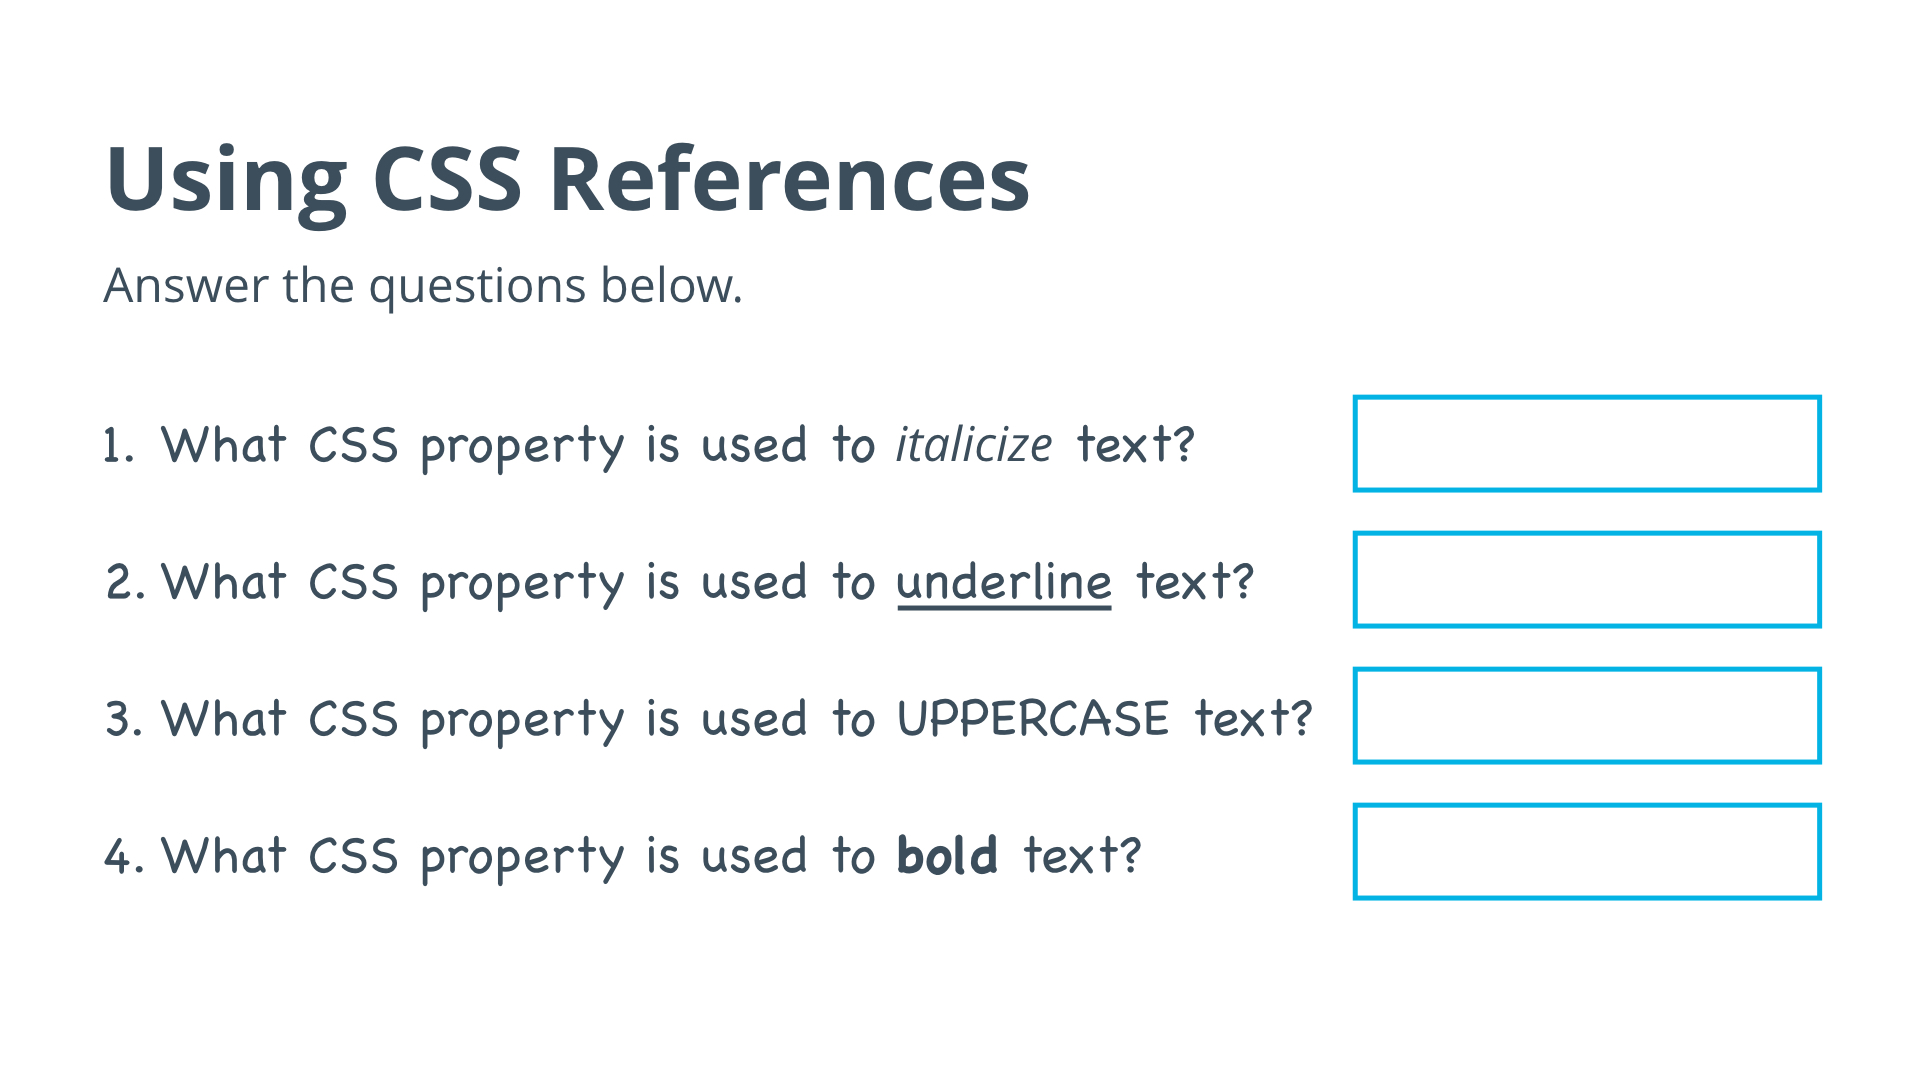 Using CSS References
Answer the questions below.
1. What CSS property is used to italicize text?
2. What CSS property is used to underline text?
3. What CSS property is used to UPPERCASE text?
4. What CSS property is used to bold text?